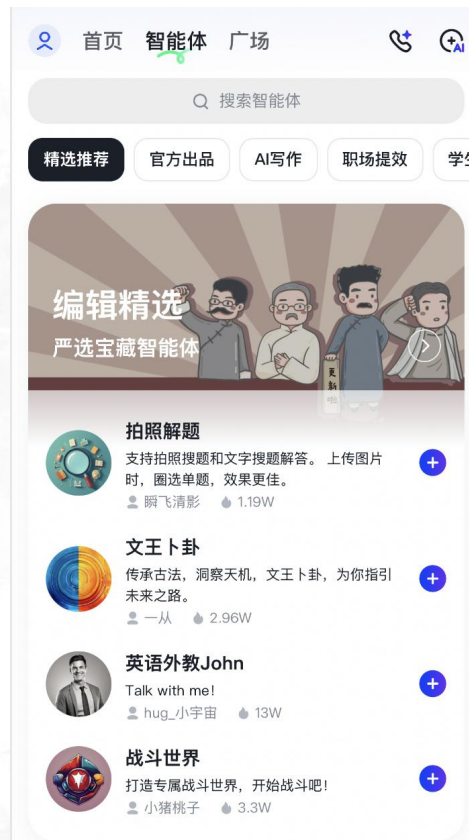 首页 智能体 广场
AI
搜索智能体
精选推荐 官方出品 AI写作 职场提效 学
编辑精选
严选宝藏智能体
更新啦
拍照解题
支持拍照搜题和文字搜题解答。 上传图片
时，圈选单题，效果更佳。
瞬飞清影 1.19W
文王卜卦
传承古法，洞察天机，文王卜卦，为你指引
未来之路。
一从 2.96W
英语外教John
Talk with me!
hug_小宇宙 13W
战斗世界
打造专属战斗世界，开始战斗吧!
小猪桃子 3.3W